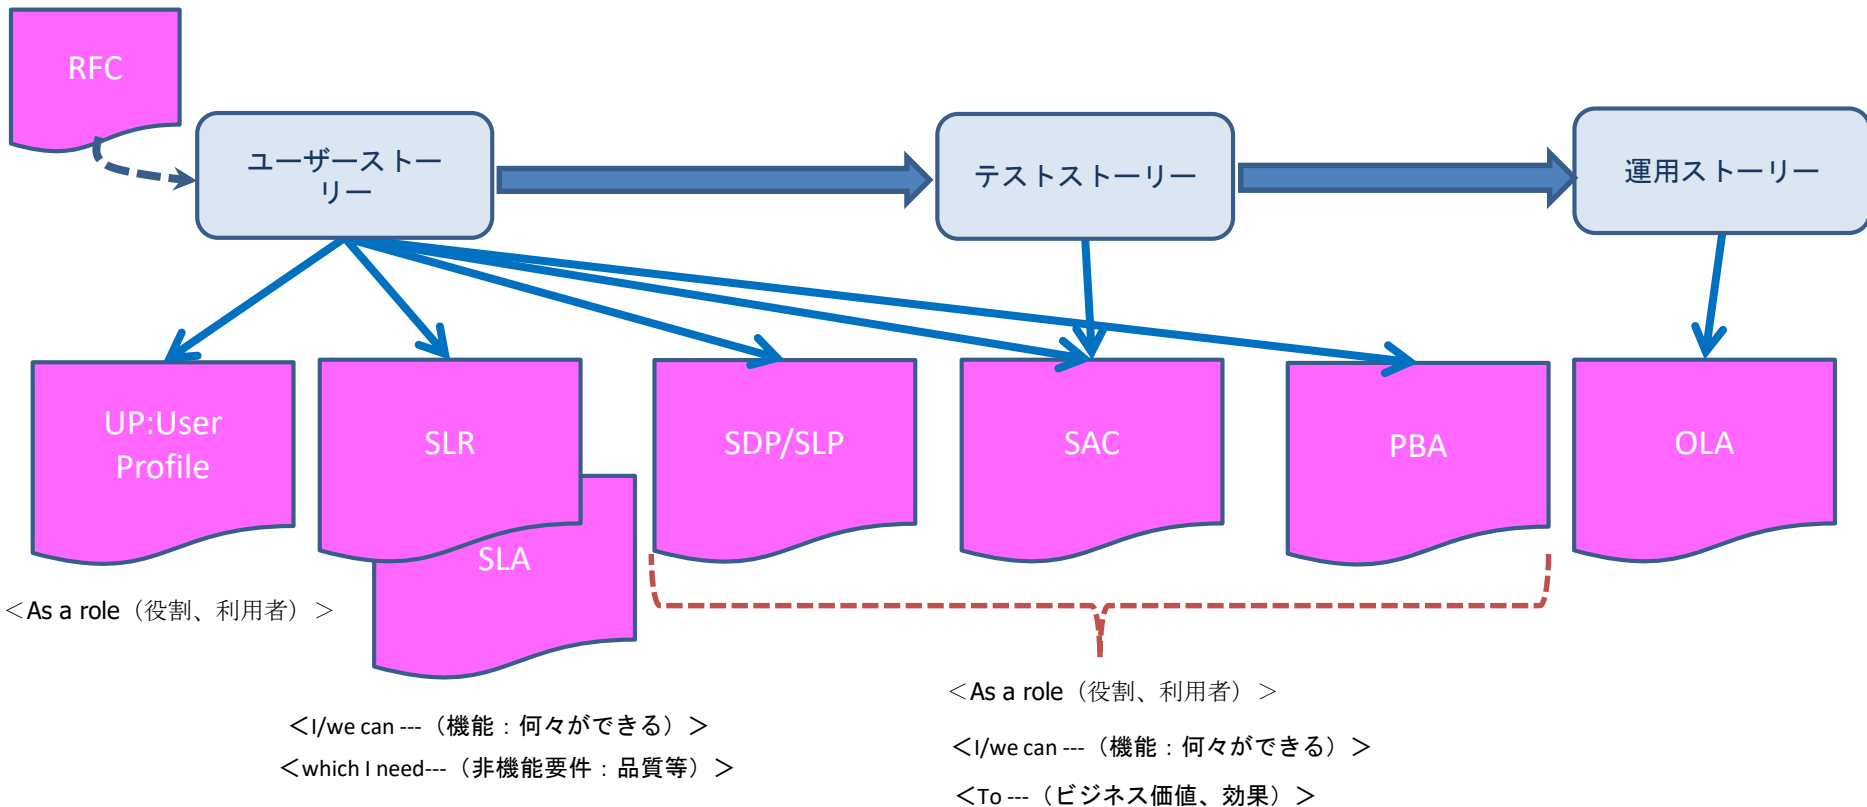 RFC
ユーザーストー
リー
テストストーリー
運用ストーリー
UP:User
Profile
SLR
SLA
SDP/SLP
SAC
PBA
OLA
＜As a role（役割、利用者）＞
＜I/we can ---（機能：何々ができる）＞
＜which I need---（非機能要件：品質等）＞
＜As a role（役割、利用者）＞
＜I/we can ---（機能：何々ができる）＞
＜To ---（ビジネス価値、効果）＞